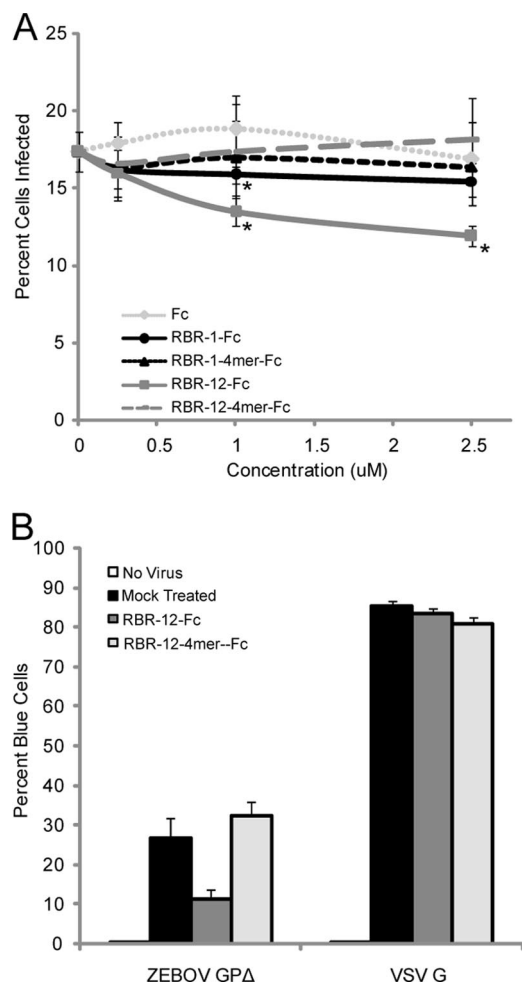 A
25
20
15
10
5
0
Percent Cells Infected
*
*
*
Fc
RBR-1-Fc
RBR-1-4mer-Fc
RBR-12-Fc
RBR-12-4mer-Fc
0 0.5 1 1.5 2 2.5
Concentration (uM)
B
100
90
80
70
60
50
40
30
20
10
0
Percent Blue Cells
No Virus
Mock Treated
RBR-12-Fc
RBR-12-4mer--Fc
ZEBOV GPΔ VSV G